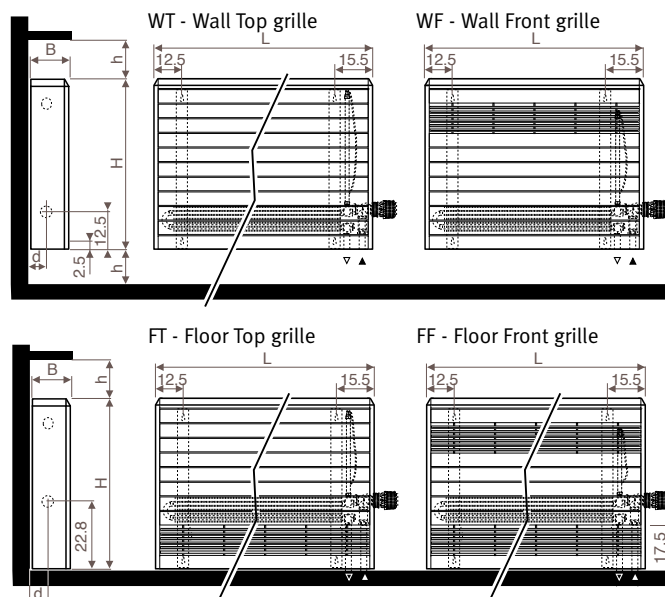 WT - Wall Top grille
WF - Wall Front grille
B
h
L
L
12.5
15.5
12.5
15.5
H
12.5
d
2.5
h
FT - Floor Top grille
FF - Floor Front grille
B
h
L
L
12.5
15.5
12.5
15.5
H
22.8
17.5
d